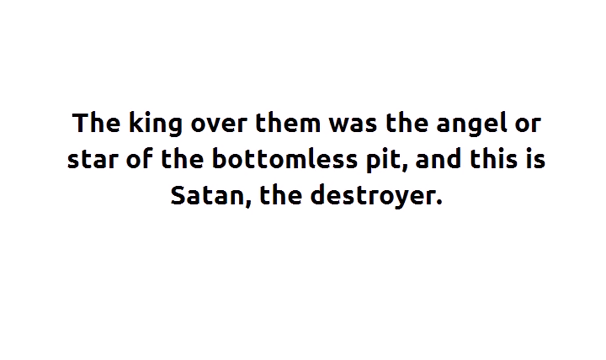 The king over them was the angel or
star of the bottomless pit, and this is
Satan, the destroyer.